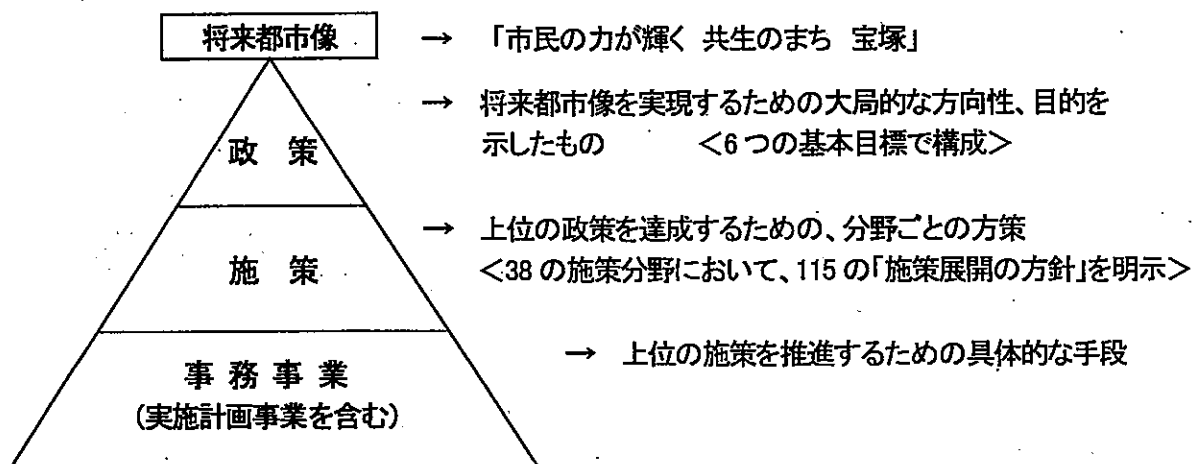 将来都市像 → 「市民の力が輝く 共生のまち 宝塚」
→ 将来都市像を実現するための大局的な方向性、目的を
示したもの <6つの基本目標で構成>
政 策
→ 上位の政策を達成するための、分野ごとの方策
<38の施策分野において、115の「施策展開の方針」を明示>
施 策
→ 上位の施策を推進するための具体的な手段
事 務 事 業
(実施計画事業を含む)